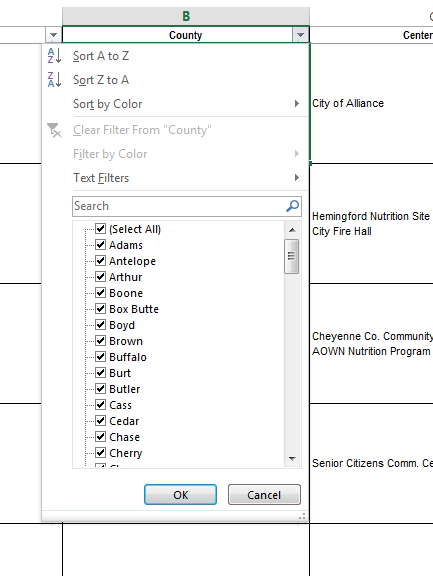 B
County
Center
Sort A to Z
Sort Z to A
Sort by Color
Clear Filter From "County"
Filter by Color
Text Filters
Search
(Select All)
Adams
Antelope
Arthur
Boone
Box Butte
Boyd
Brown
Buffalo
Burt
Butler
Cass
Cedar
Chase
Cherry
OK
Cancel
City of Alliance
Hemingford Nutrition Site
City Fire Hall
Cheyenne Co. Community
AOWN Nutrition Program
Senior Citizens Comm. Ce